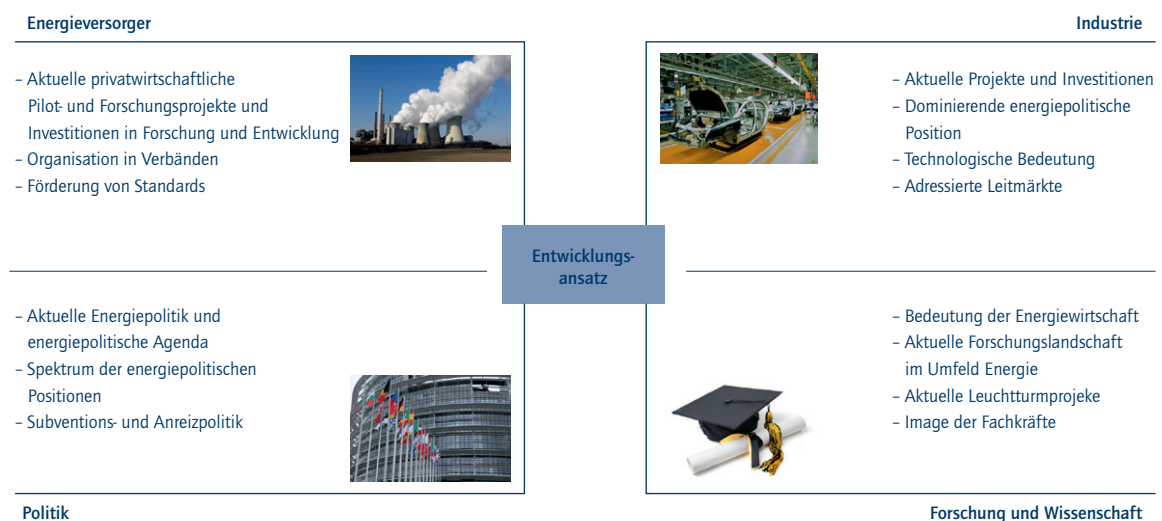 Energieversorger
– Aktuelle privatwirtschaftliche
Pilot- und Forschungsprojekte und
Investitionen in Forschung und Entwicklung
– Organisation in Verbänden
– Förderung von Standards
Industrie
– Aktuelle Projekte und Investitionen
– Dominierende energiepolitische
Position
– Technologische Bedeutung
– Adressierte Leitmärkte
Entwicklungs-
ansatz
– Aktuelle Energiepolitik und
energiepolitische Agenda
– Spektrum der energiepolitischen
Positionen
– Subventions- und Anreizpolitik
Politik
– Bedeutung der Energiewirtschaft
– Aktuelle Forschungslandschaft
im Umfeld Energie
– Aktuelle Leuchtturmprojeke
– Image der Fachkräfte
Forschung und Wissenschaft